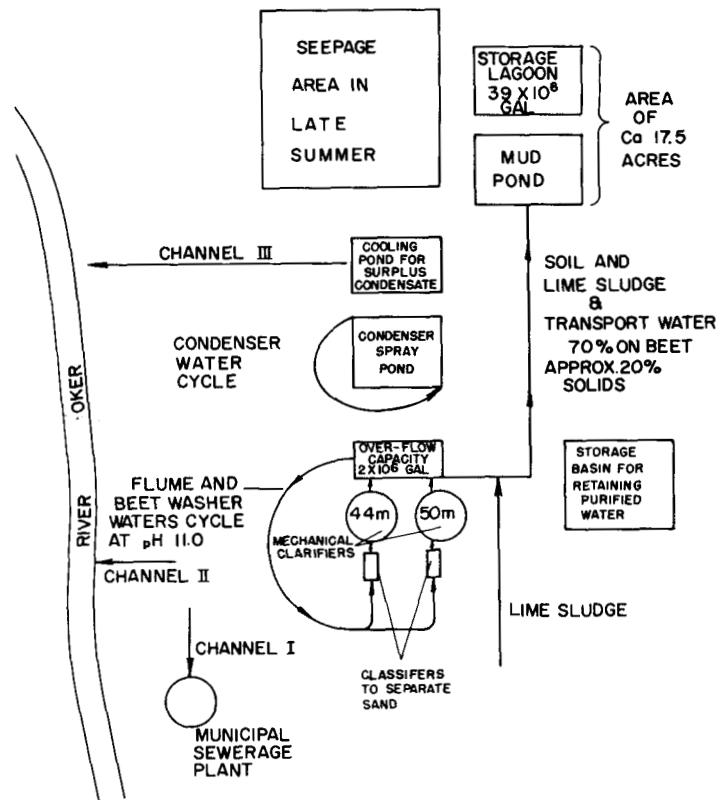 SEEPAGE
AREA IN
LATE
SUMMER
STORAGE
LAGOON
39 X 10⁶
GAL
MUD
POND
AREA
OF
Ca 17.5
ACRES
CHANNEL III
COOLING
POND FOR
SURPLUS
CONDENSATE
SOIL AND
LIME SLUDGE
&
TRANSPORT WATER
70% ON BEET
APPROX. 20%
SOLIDS
CONDENSER
WATER
CYCLE
CONDENSER
SPRAY
POND
RIVER OKER
OVER-FLOW
CAPACITY
2 X 10⁶ GAL
STORAGE
BASIN FOR
RETAINING
PURIFIED
WATER
FLUME AND
BEET WASHER
WATERS CYCLE
AT pH 11.0
44m
50m
MECHANICAL
CLARIFIERS
CHANNEL II
LIME SLUDGE
CHANNEL I
CLASSIFERS
TO SEPARATE
SAND
MUNICIPAL
SEWERAGE
PLANT